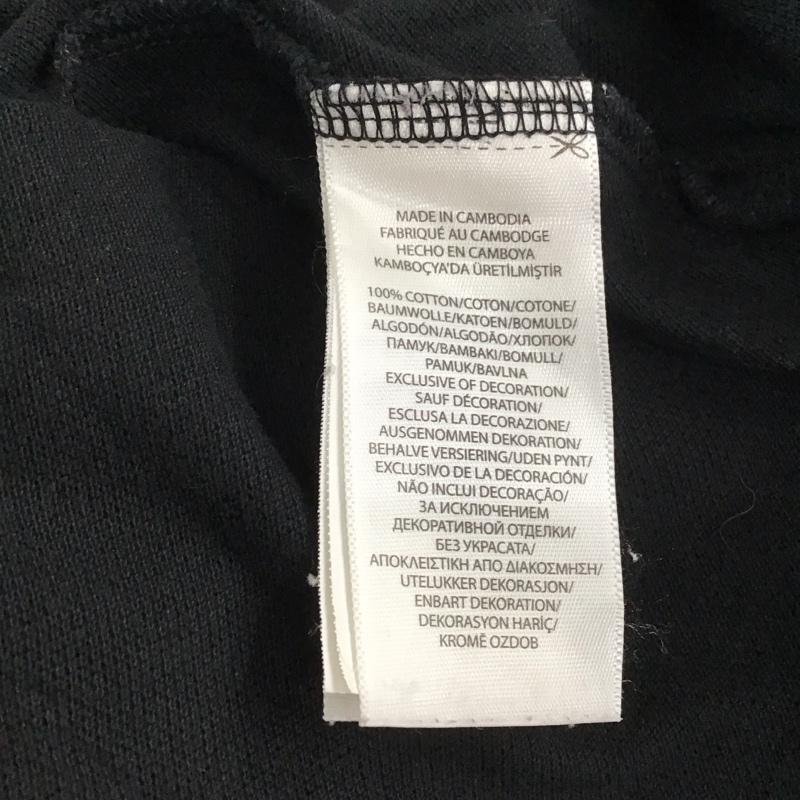 MADE IN CAMBODIA
FABRIQUÉ AU CAMBODGE
HECHO EN CAMBOYA
KAMBOÇYA'DA ÜRETİLMİŞTİR
100% COTTON/COTON/COTONE/
BAUMWOLLE/KATOEN/BOMULD/
ALGODÓN/ALGODÃO/ХЛОПОК/
ПАМУК/BAMBAKI/BOMULL/
PAMUK/BAVLNA
EXCLUSIVE OF DECORATION/
SAUF DÉCORATION/
ESCLUSA LA DECORAZIONE/
AUSGENOMMEN DEKORATION/
BEHALVE VERSIERING/UDEN PYNT/
EXCLUSIVO DE LA DECORACIÓN/
NÃO INCLUI DECORAÇÃO/
ЗА ИСКЛЮЧЕНИЕМ
ДЕКОРАТИВНОЙ ОТДЕЛКИ/
БЕЗ УКРАСАТА/
ΑΠΟΚΛΕΙΣΤΙΚΗ ΑΠΟ ΔΙΑΚΟΣΜΗΣΗ/
UTELUKKER DEKORASJON/
ENBART DEKORATION/
DEKORASYON HARİÇ/
KROMĚ OZDOB